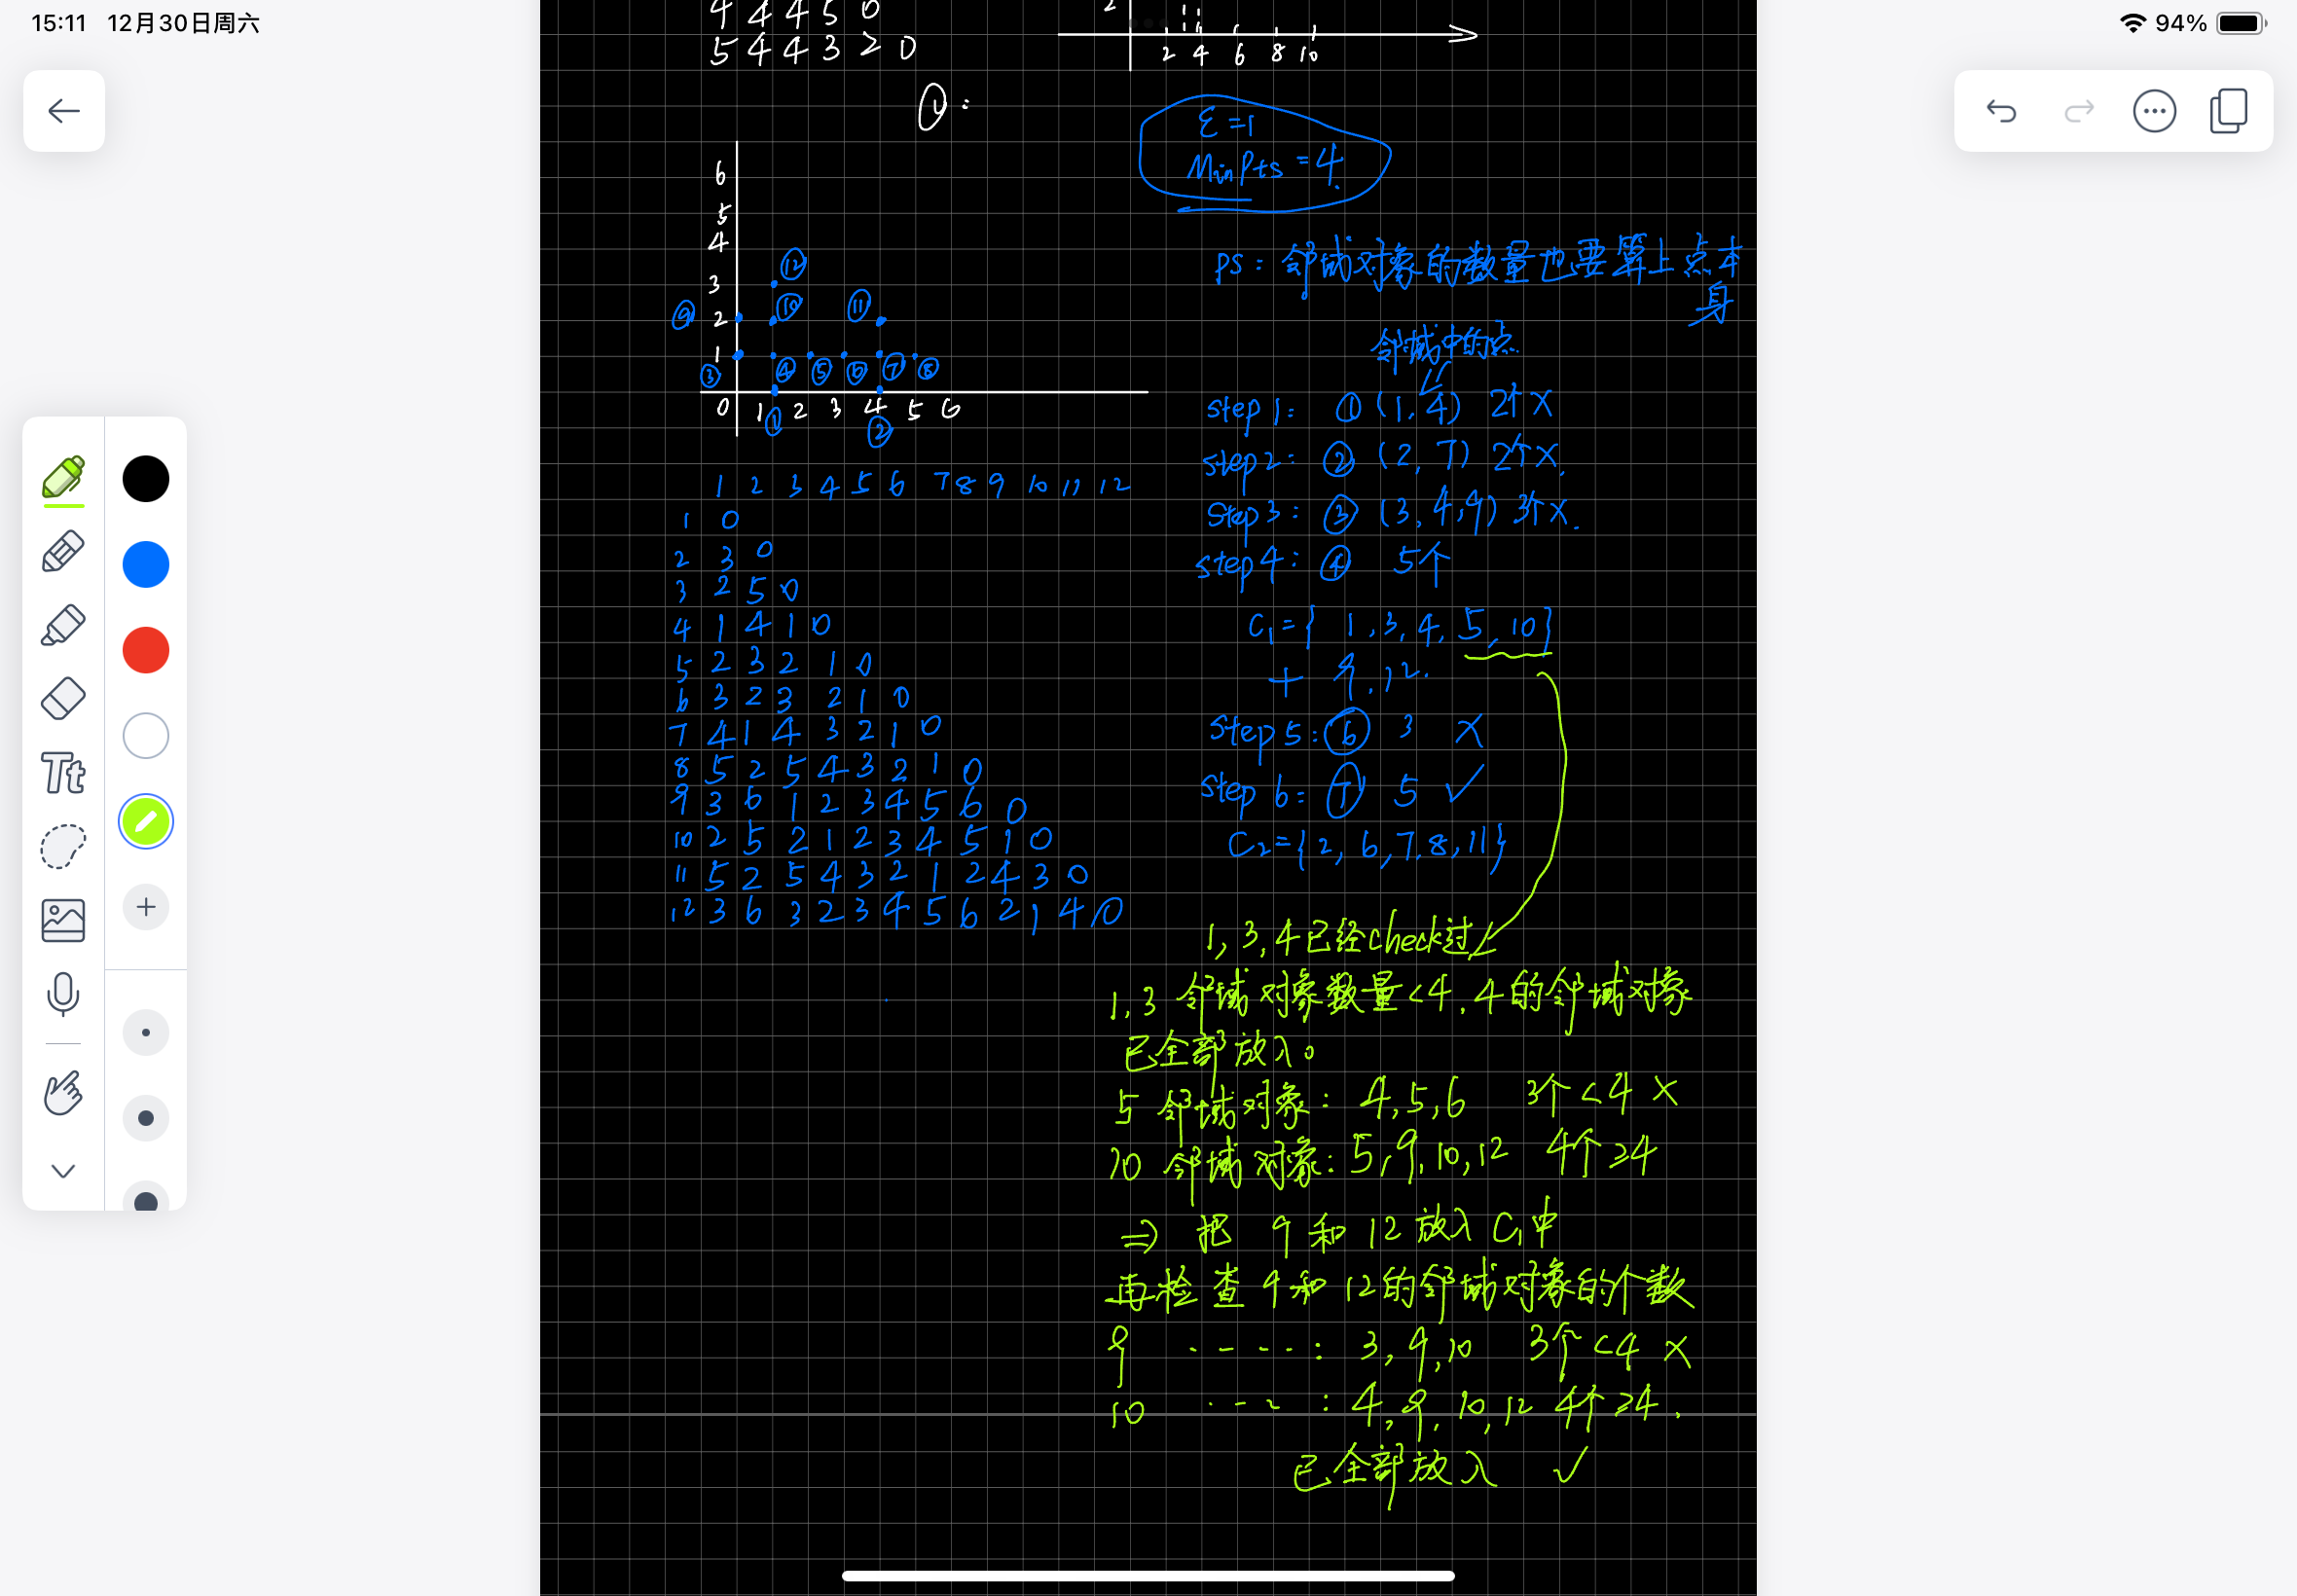 15:11 12月30日周六
94%
4 4 4 5 0
5 4 4 3 2 0
2
2 4 6 8 10
①:
ε=1
MinPts=4.
6
5
4
3
2
1
0 1 2 3 4 5 6
⑫
⑨ ⑩ ⑪
③ ④ ⑤ ⑥ ⑦ ⑧
① ②
ps: 邻域对象的数量也要算上点本身
邻域中的点
step1: ① (1,4) 2个X
step2: ② (2,7) 2个X.
step3: ③ (3,4,9) 3个X.
step4: ④ 5个
C1={1,3,4,5,10}
+ 9,12.
step5: ⑥ 3 X
step6: ⑦ 5 ✓
C2={2,6,7,8,11}
1 2 3 4 5 6 7 8 9 10 11 12
1 0
2 3 0
3 2 5 0
4 1 4 1 0
5 2 3 2 1 0
6 3 2 3 2 1 0
7 4 1 4 3 2 1 0
8 5 2 5 4 3 2 1 0
9 3 6 1 2 3 4 5 6 0
10 2 5 2 1 2 3 4 5 1 0
11 5 2 5 4 3 2 1 2 4 3 0
12 3 6 3 2 3 4 5 6 2 1 4 0
1,3,4已经check过
1,3 邻域对象数量<4,4的邻域对象
已全部放入。
5 邻域对象: 4,5,6 3个<4 X
10 邻域对象: 5,9,10,12 4个≥4
⇒ 把 9和12放入C1中
再检查9和12的邻域对象的个数
9 ····: 3,9,10 3个<4 X
10 ···: 4,9,10,12 4个≥4.
已全部放入 ✓
Tt